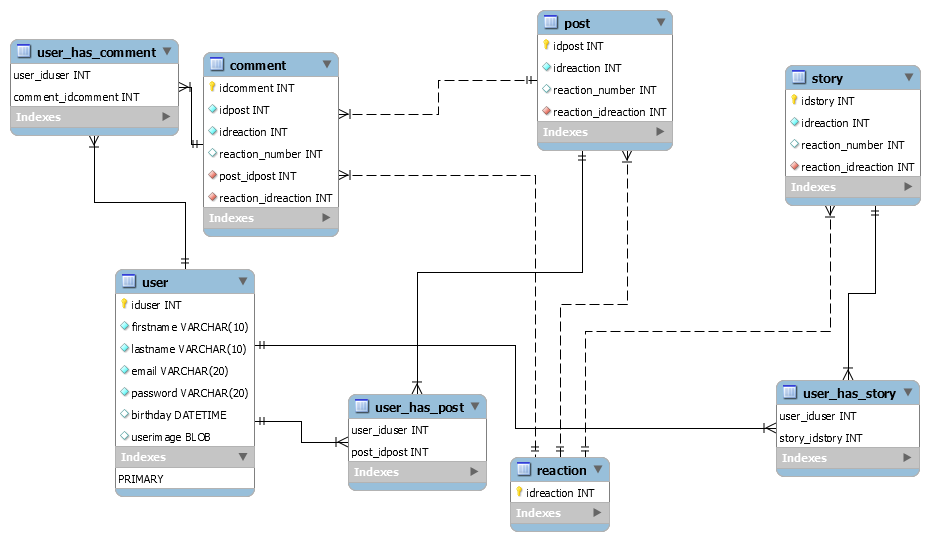 user_has_comment
user_iduser INT
comment_idcomment INT
Indexes
comment
idcomment INT
idpost INT
idreaction INT
reaction_number INT
post_idpost INT
reaction_idreaction INT
Indexes
post
idpost INT
idreaction INT
reaction_number INT
reaction_idreaction INT
Indexes
story
idstory INT
idreaction INT
reaction_number INT
reaction_idreaction INT
Indexes
user
iduser INT
firstname VARCHAR(10)
lastname VARCHAR(10)
email VARCHAR(20)
password VARCHAR(20)
birthday DATETIME
userimage BLOB
Indexes
PRIMARY
user_has_post
user_iduser INT
post_idpost INT
Indexes
reaction
idreaction INT
Indexes
user_has_story
user_iduser INT
story_idstory INT
Indexes